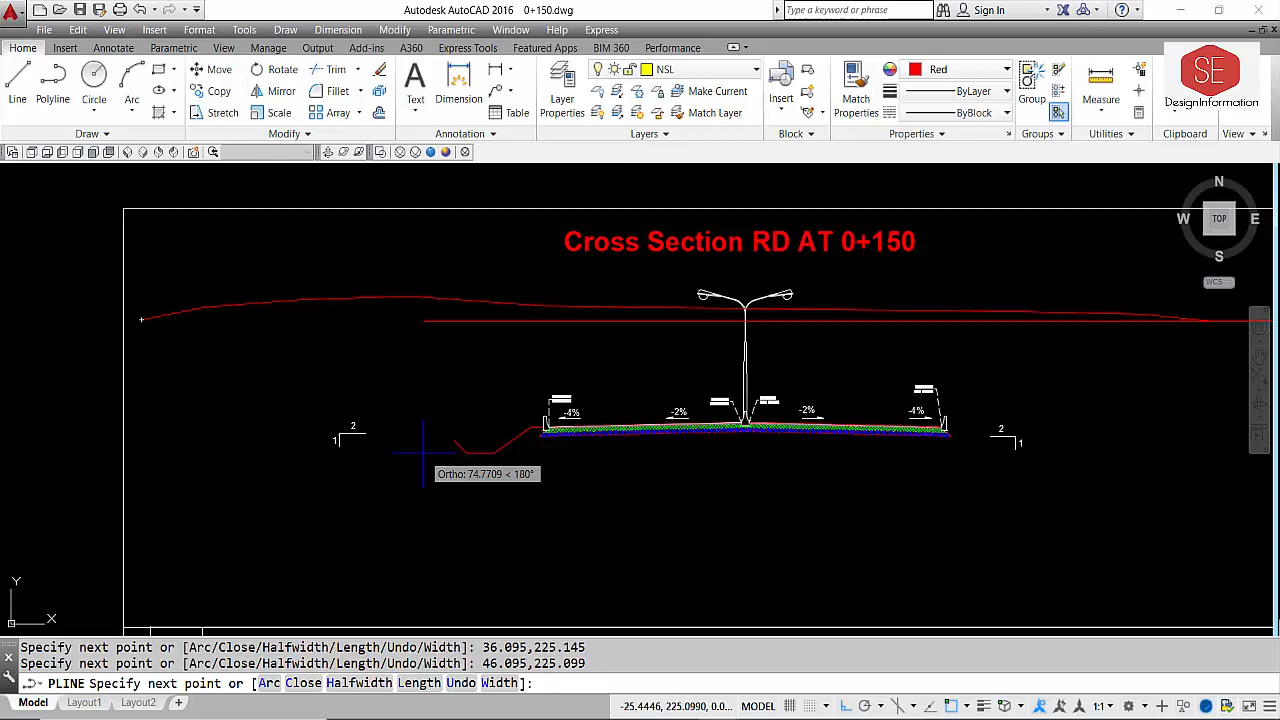 Autodesk AutoCAD 2016 0+150.dwg
Type a keyword or phrase
Sign In
File Edit View Insert Format Tools Draw Dimension Modify Parametric Window Help Express
Home Insert Annotate Parametric View Manage Output Add-ins A360 Express Tools Featured Apps BIM 360 Performance
Line Polyline Circle Arc
Move Rotate Trim
Copy Mirror Fillet
Stretch Scale Array
Text Dimension Table
Layer Properties
NSL
Make Current
Match Layer
Insert
Match Properties
Red
ByLayer
ByBlock
Group
Measure
SE
DesignInformation
Draw Modify Annotation Layers Block Properties Groups Utilities Clipboard View
Cross Section RD AT 0+150
N
W TOP E
S
WCS
-4% -2% -2% -4%
2
1
2
1
Ortho: 74.7709 < 180°
Y
X
Specify next point or [Arc/Close/Halfwidth/Length/Undo/Width]: 36.095,225.145
Specify next point or [Arc/Close/Halfwidth/Length/Undo/Width]: 46.095,225.099
PLINE Specify next point or [Arc Close Halfwidth Length Undo Width]:
Model Layout1 Layout2 +
-25.4446, 225.0990, 0.0... MODEL 1:1